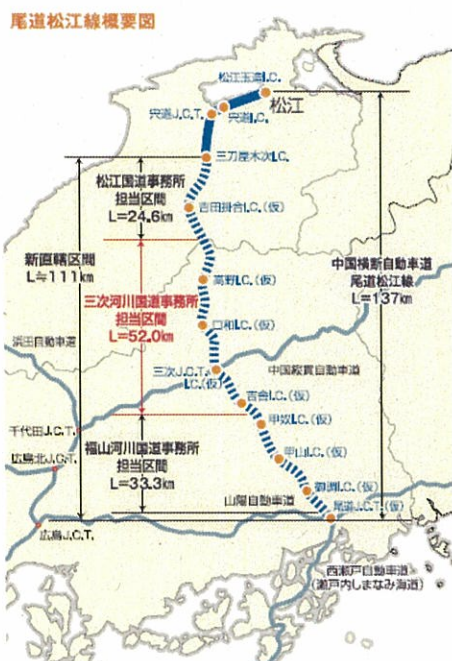 尾道松江線概要図
松江玉造I.C.
松江
宍道J.C.T.
宍道I.C.
三刀屋木次I.C.
松江国道事務所
担当区間
L=24.6km
吉田掛合I.C.(仮)
新直轄区間
L≒111km
中国横断自動車道
尾道松江線
L=137km
高野I.C.(仮)
三次河川国道事務所
担当区間
L=52.0km
口和I.C.(仮)
浜田自動車道
三次J.C.T.
I.C.(仮)
中国縦貫自動車道
吉舎I.C.(仮)
千代田J.C.T.
甲奴I.C.(仮)
福山河川国道事務所
担当区間
L=33.3km
広島北J.C.T.
甲山I.C.(仮)
御調I.C.(仮)
山陽自動車道
尾道J.C.T.(仮)
広島J.C.T.
西瀬戸自動車道
(瀬戸内しまなみ海道)